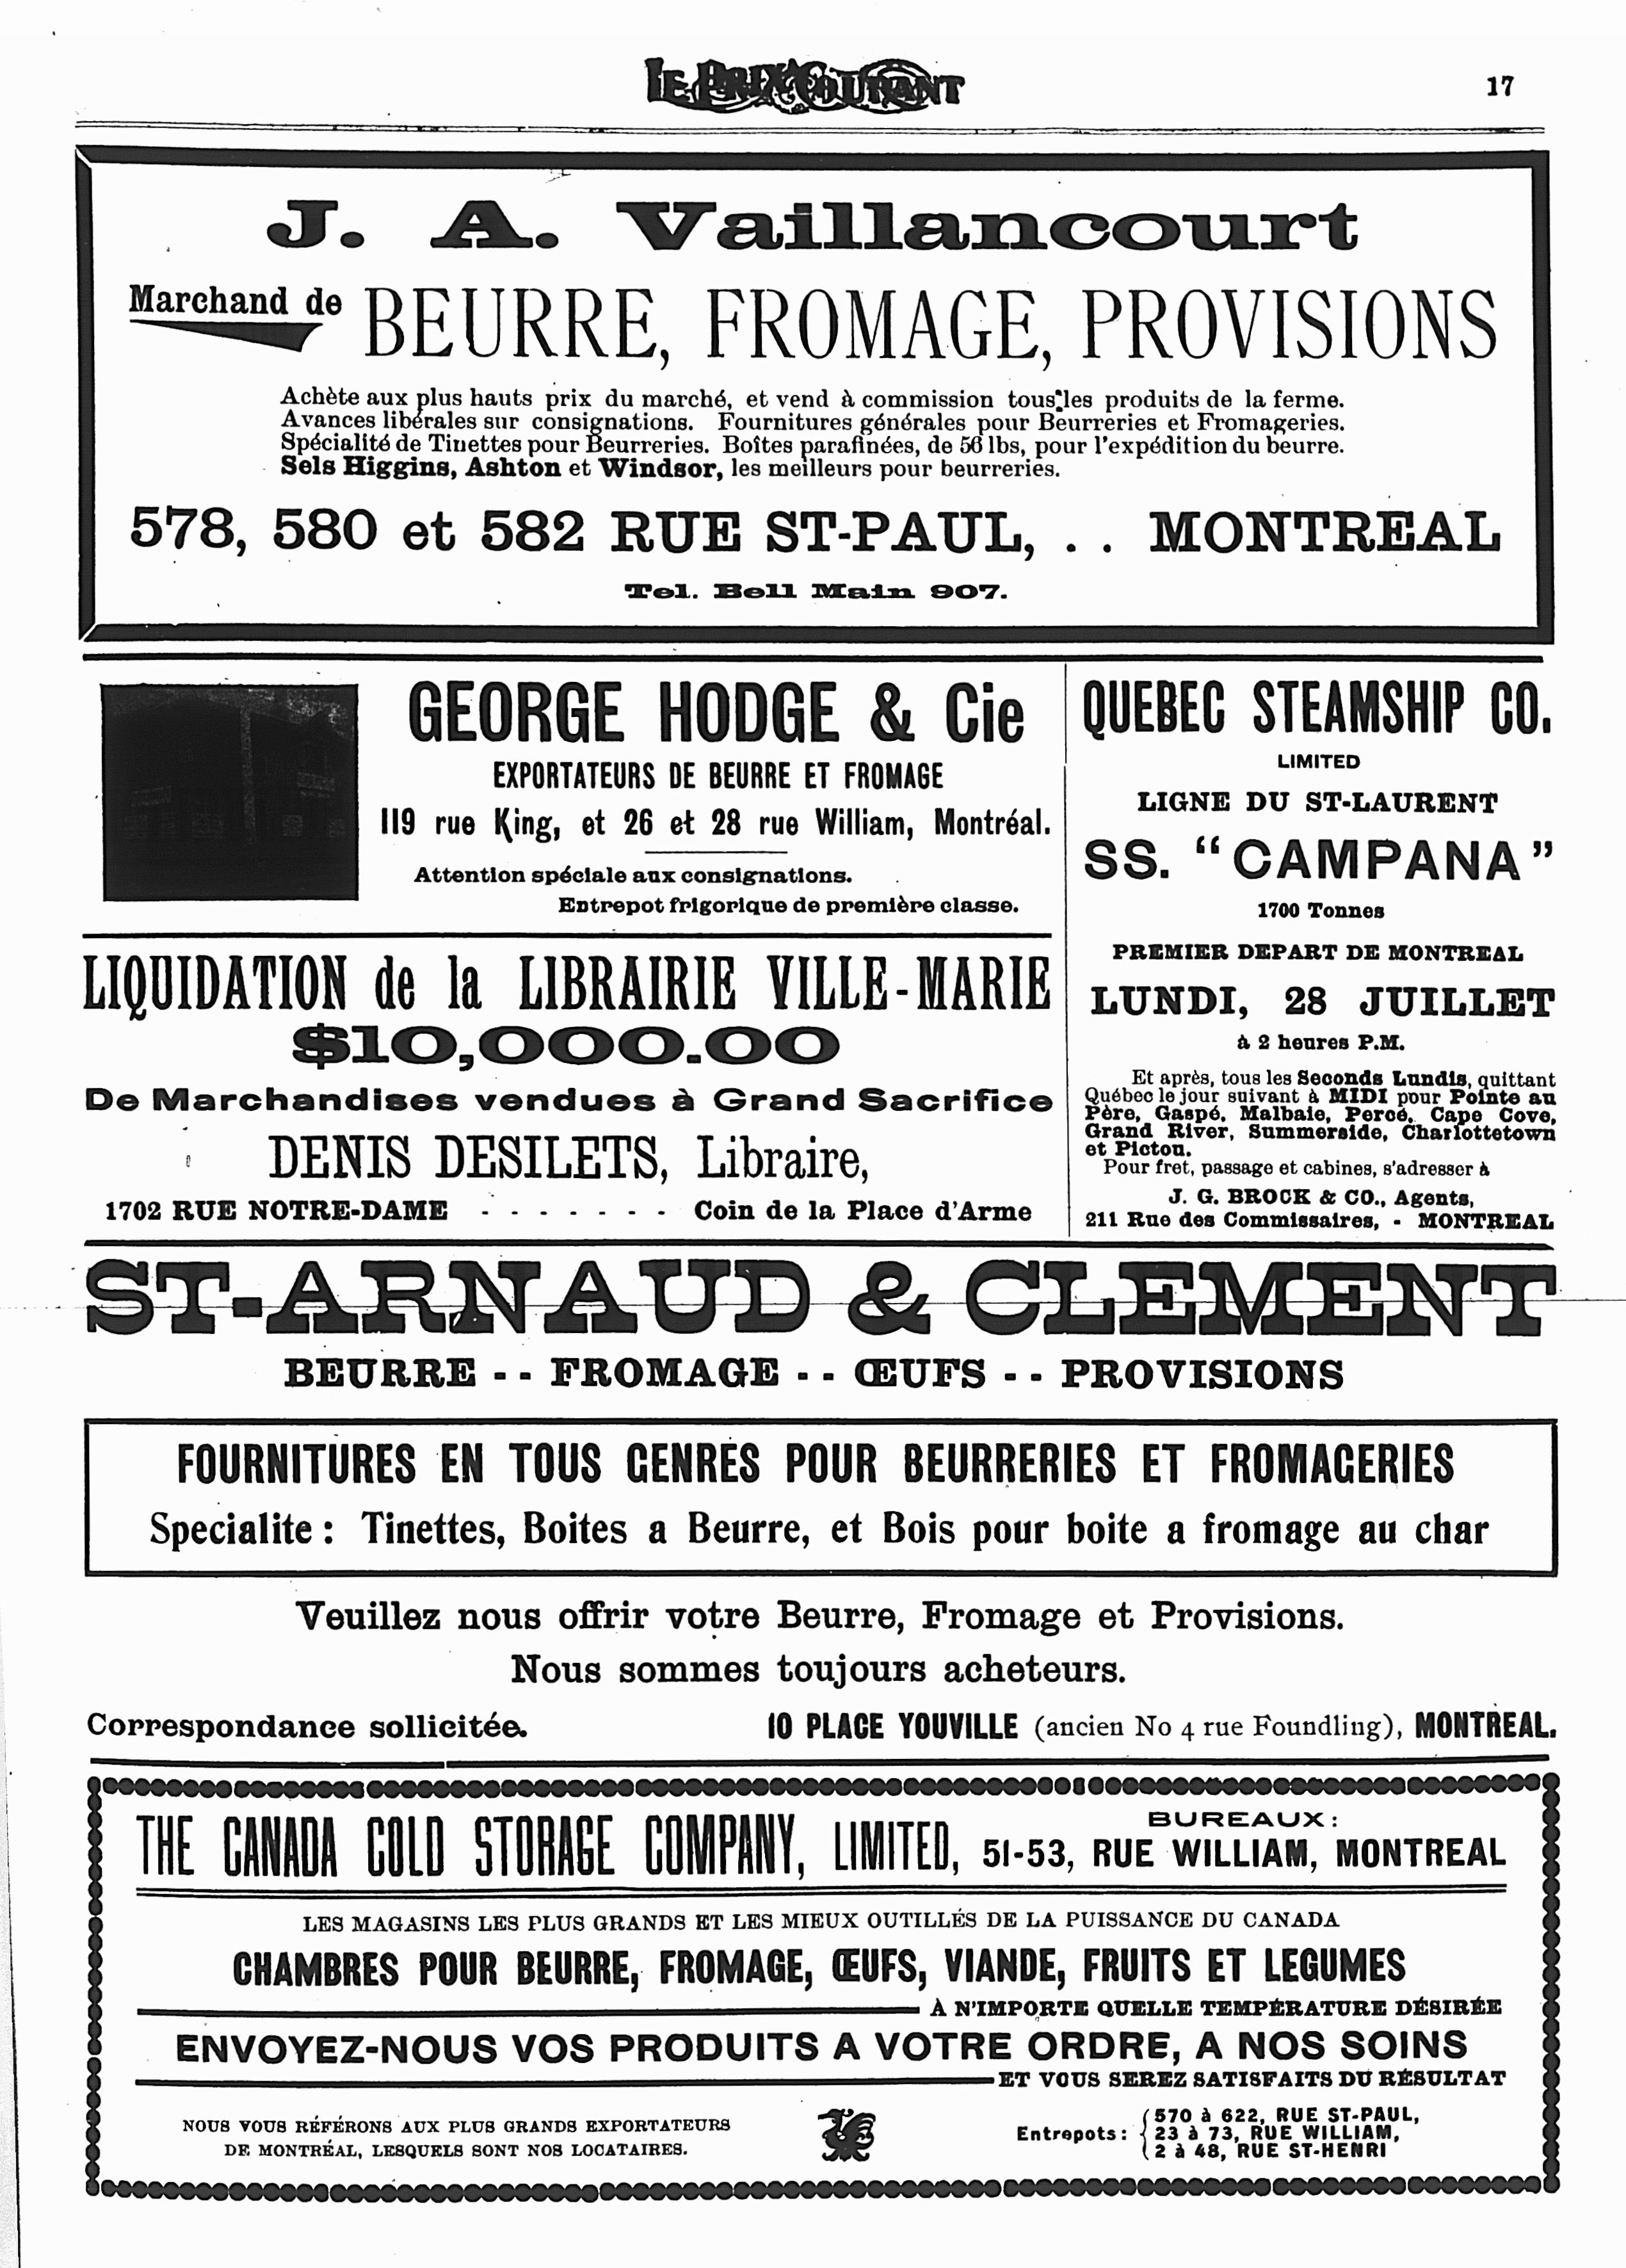 LE PRIX COURANT
17
J. A. Vaillancourt
Marchand de BEURRE, FROMAGE, PROVISIONS
Achète aux plus hauts prix du marché, et vend à commission tous les produits de la ferme.
Avances libérales sur consignations. Fournitures générales pour Beurreries et Fromageries.
Spécialité de Tinettes pour Beurreries. Boîtes parafinées, de 56 lbs, pour l'expédition du beurre.
Sels Higgins, Ashton et Windsor, les meilleurs pour beurreries.
578, 580 et 582 RUE ST-PAUL, . . MONTREAL
Tel. Bell Main 907.
GEORGE HODGE & Cie
EXPORTATEURS DE BEURRE ET FROMAGE
119 rue King, et 26 et 28 rue William, Montréal.
Attention spéciale aux consignations.
Entrepot frigorique de première classe.
LIQUIDATION de la LIBRAIRIE VILLE-MARIE
$10,000.00
De Marchandises vendues à Grand Sacrifice
DENIS DESILETS, Libraire,
1702 RUE NOTRE-DAME - - - - - - - Coin de la Place d'Arme
QUEBEC STEAMSHIP CO.
LIMITED
LIGNE DU ST-LAURENT
SS. "CAMPANA"
1700 Tonnes
PREMIER DEPART DE MONTREAL
LUNDI, 28 JUILLET
à 2 heures P.M.
Et après, tous les Seconds Lundis, quittant
Québec le jour suivant à MIDI pour Pointe au
Père, Gaspé, Malbaie, Percé, Cape Cove,
Grand River, Summerside, Charlottetown
et Pictou.
Pour fret, passage et cabines, s'adresser à
J. G. BROCK & CO., Agents,
211 Rue des Commissaires, - MONTREAL
ST-ARNAUD & CLEMENT
BEURRE - - FROMAGE - - ŒUFS - - PROVISIONS
FOURNITURES EN TOUS GENRES POUR BEURRERIES ET FROMAGERIES
Specialite : Tinettes, Boites a Beurre, et Bois pour boite a fromage au char
Veuillez nous offrir votre Beurre, Fromage et Provisions.
Nous sommes toujours acheteurs.
Correspondance sollicitée. 10 PLACE YOUVILLE (ancien No 4 rue Foundling), MONTREAL.
THE CANADA COLD STORAGE COMPANY, LIMITED, BUREAUX :
51-53, RUE WILLIAM, MONTREAL
LES MAGASINS LES PLUS GRANDS ET LES MIEUX OUTILLÉS DE LA PUISSANCE DU CANADA
CHAMBRES POUR BEURRE, FROMAGE, ŒUFS, VIANDE, FRUITS ET LEGUMES
À N'IMPORTE QUELLE TEMPÉRATURE DÉSIRÉE
ENVOYEZ-NOUS VOS PRODUITS A VOTRE ORDRE, A NOS SOINS
ET VOUS SEREZ SATISFAITS DU RÉSULTAT
NOUS VOUS RÉFÉRONS AUX PLUS GRANDS EXPORTATEURS
DE MONTRÉAL, LESQUELS SONT NOS LOCATAIRES.
Entrepots : 570 à 622, RUE ST-PAUL,
23 à 73, RUE WILLIAM,
2 à 48, RUE ST-HENRI